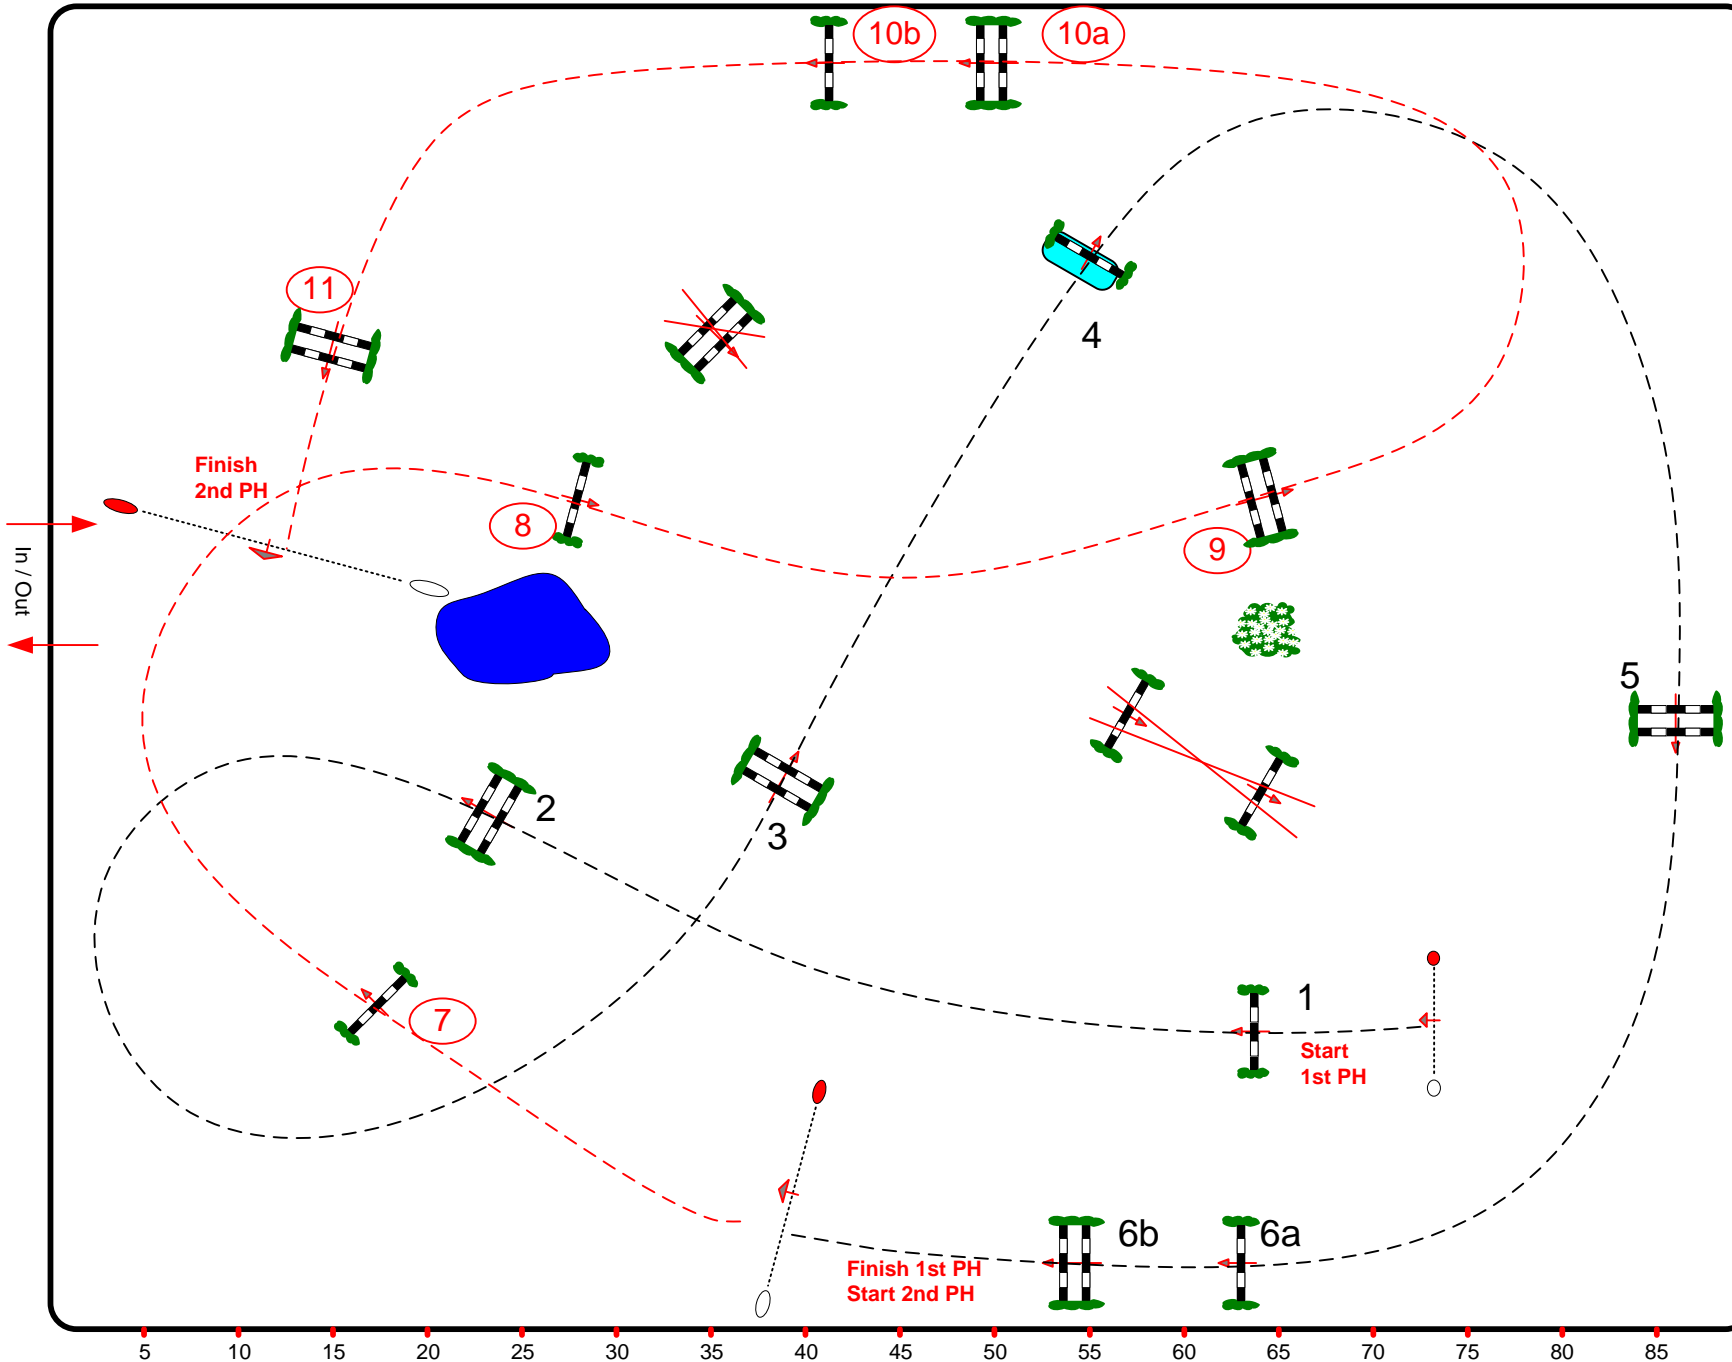 10b
10a
11
4
Finish
2nd PH
8
9
In / Out
5
2
3
1
7
Start
1st PH
6b
6a
Finish 1st PH
Start 2nd PH
5 10 15 20 25 30 35 40 45 50 55 60 65 70 75 80 85